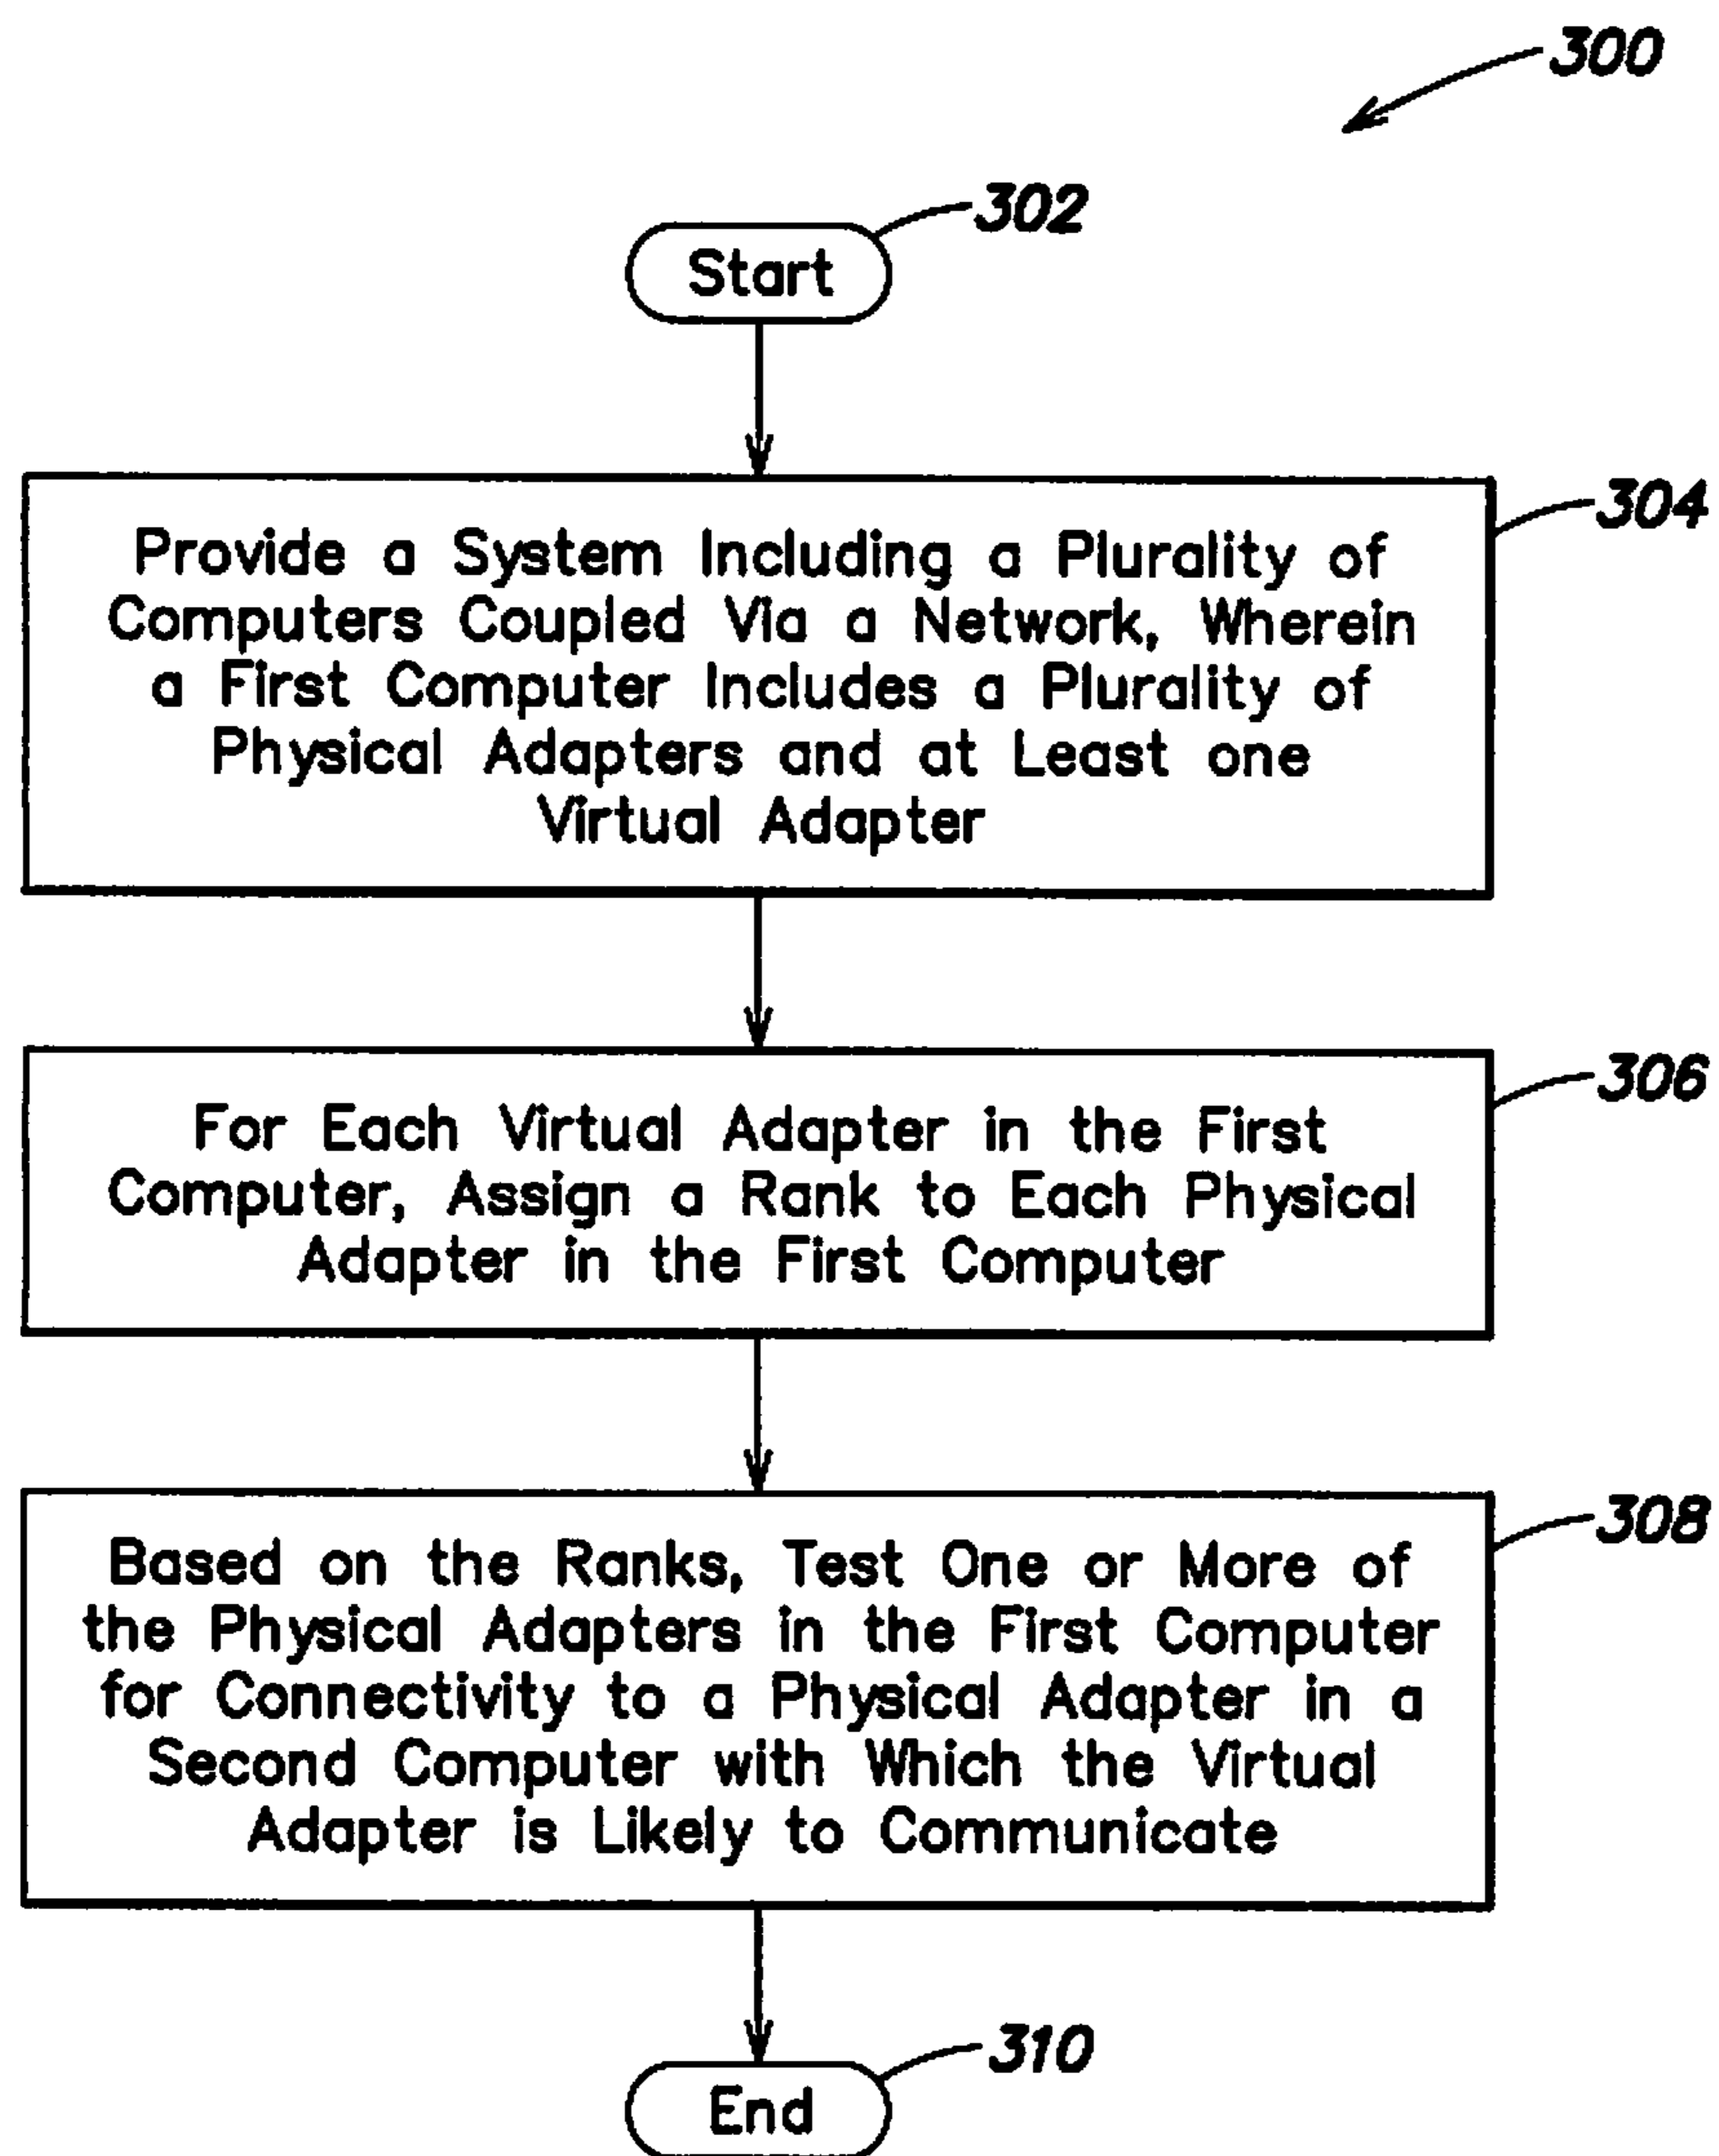 300
302
Start
304
Provide a System Including a Plurality of
Computers Coupled Via a Network, Wherein
a First Computer Includes a Plurality of
Physical Adapters and at Least one
Virtual Adapter
306
For Each Virtual Adapter in the First
Computer, Assign a Rank to Each Physical
Adapter in the First Computer
308
Based on the Ranks, Test One or More of
the Physical Adapters in the First Computer
for Connectivity to a Physical Adapter in a
Second Computer with Which the Virtual
Adapter is Likely to Communicate
310
End